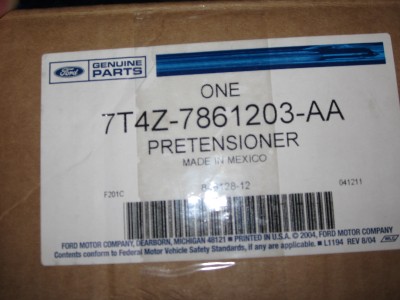 Ford
GENUINE
PARTS
ONE
7T4Z-7861203-AA
PRETENSIONER
MADE IN MEXICO
F201C
041211
FORD MOTOR COMPANY, DEARBORN, MICHIGAN 48121 ■ PRINTED IN U.S.A. © 2004, FORD MOTOR COMPANY
Contents conform to Federal Motor Vehicle Safety Standards, if any are applicable. ■ L1194 REV 8/04